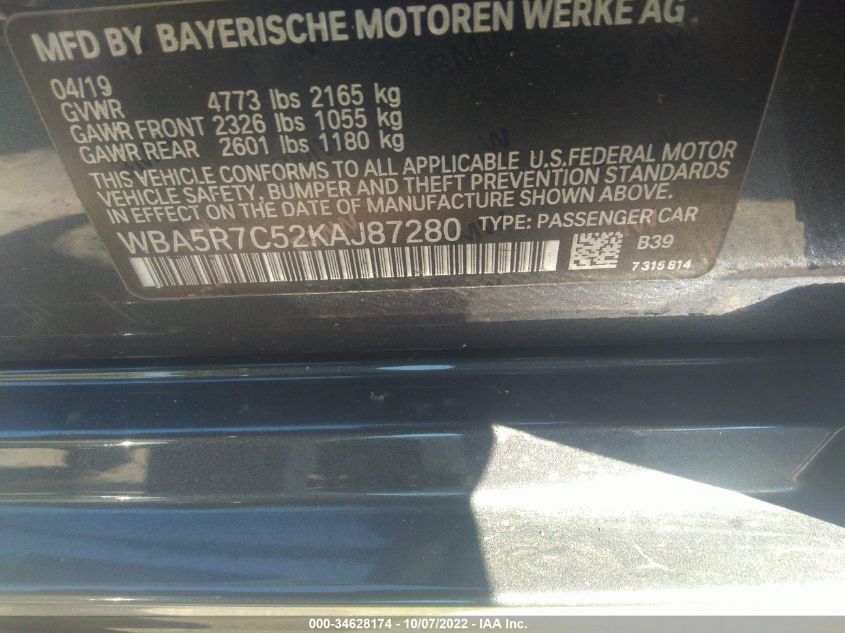 MFD BY BAYERISCHE MOTOREN WERKE AG
04/19
GVWR 4773 lbs 2165 kg
GAWR FRONT 2326 lbs 1055 kg
GAWR REAR 2601 lbs 1180 kg
THIS VEHICLE CONFORMS TO ALL APPLICABLE U.S.FEDERAL MOTOR
VEHICLE SAFETY, BUMPER AND THEFT PREVENTION STANDARDS
IN EFFECT ON THE DATE OF MANUFACTURE SHOWN ABOVE.
WBA5R7C52KAJ87280 TYPE: PASSENGER CAR
B39
7315814
000-34628174 - 10/07/2022 - IAA Inc.